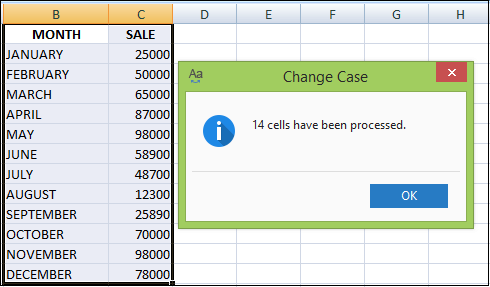 B C D E F G H
MONTH SALE
JANUARY 25000
FEBRUARY 50000
MARCH 65000
APRIL 87000
MAY 98000
JUNE 58900
JULY 48700
AUGUST 12300
SEPTEMBER 25890
OCTOBER 70000
NOVEMBER 98000
DECEMBER 78000
Aa Change Case
14 cells have been processed.
OK